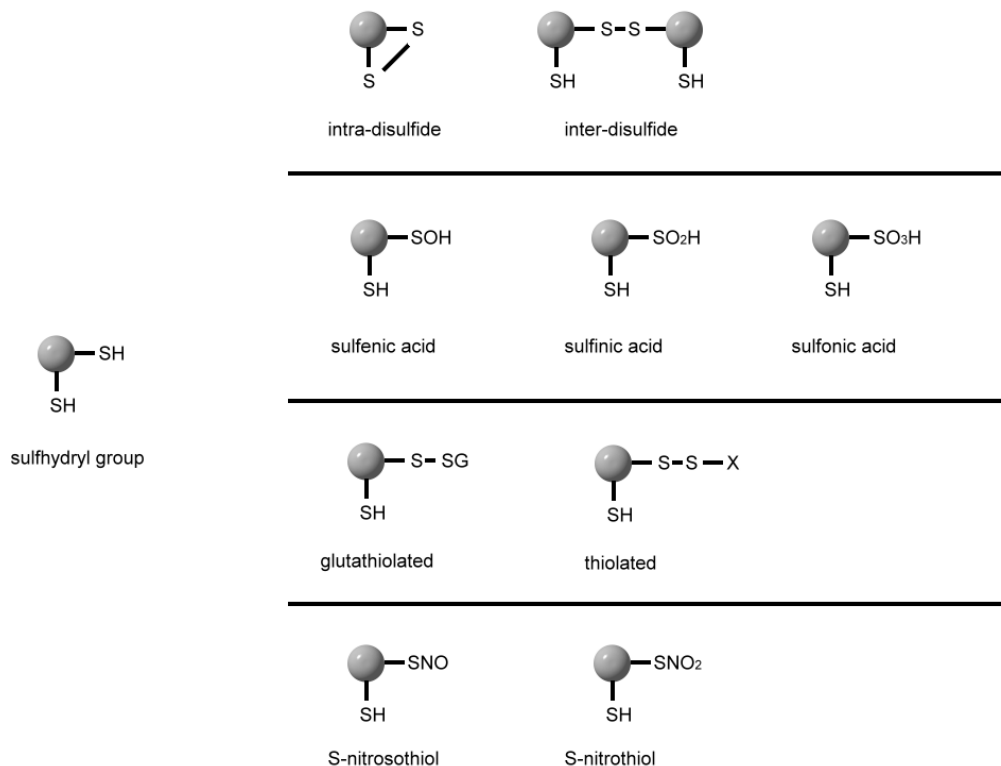 S
S
intra-disulfide
S-S
SH
SH
inter-disulfide
SOH
SH
sulfenic acid
SO2H
SH
sulfinic acid
SO3H
SH
sulfonic acid
SH
SH
sulfhydryl group
S-SG
SH
glutathiolated
S-S-X
SH
thiolated
SNO
SH
S-nitrosothiol
SNO2
SH
S-nitrothiol